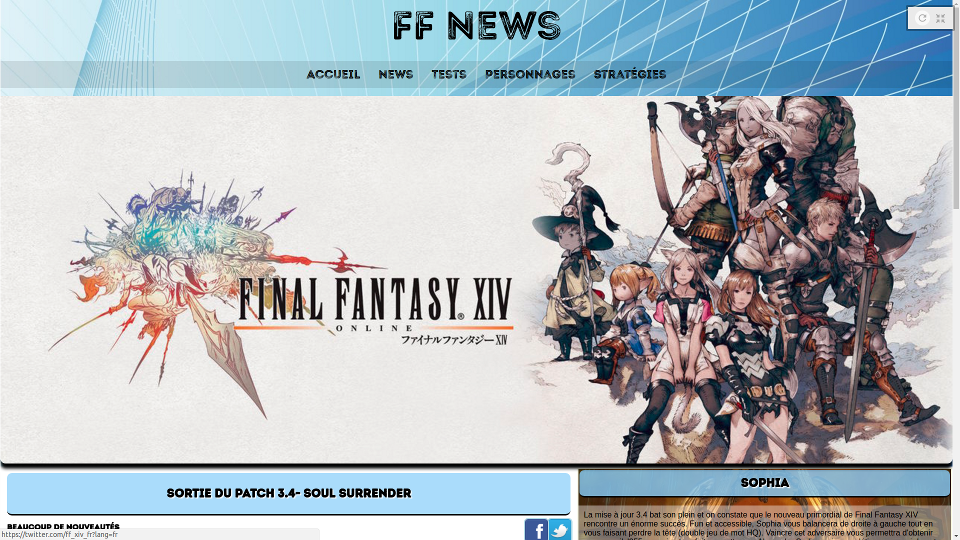 FF NEWS
ACCUEIL NEWS TESTS PERSONNAGES STRATÉGIES
FINAL FANTASY® XIV
ONLINE
ファイナルファンタジー XIV
SORTIE DU PATCH 3.4- SOUL SURRENDER
BEAUCOUP DE NOUVEAUTÉS
https://twitter.com/ff_xiv_fr?lang=fr
SOPHIA
La mise à jour 3.4 bat son plein et on constate que le nouveau primordial de Final Fantasy XIV
rencontre un énorme succès. Fun et accessible, Sophia vous balancera de droite à gauche tout en
vous faisant perdre la tête (double jeu de mot HQ). Vaincre cet adversaire vous permettra d'obtenir